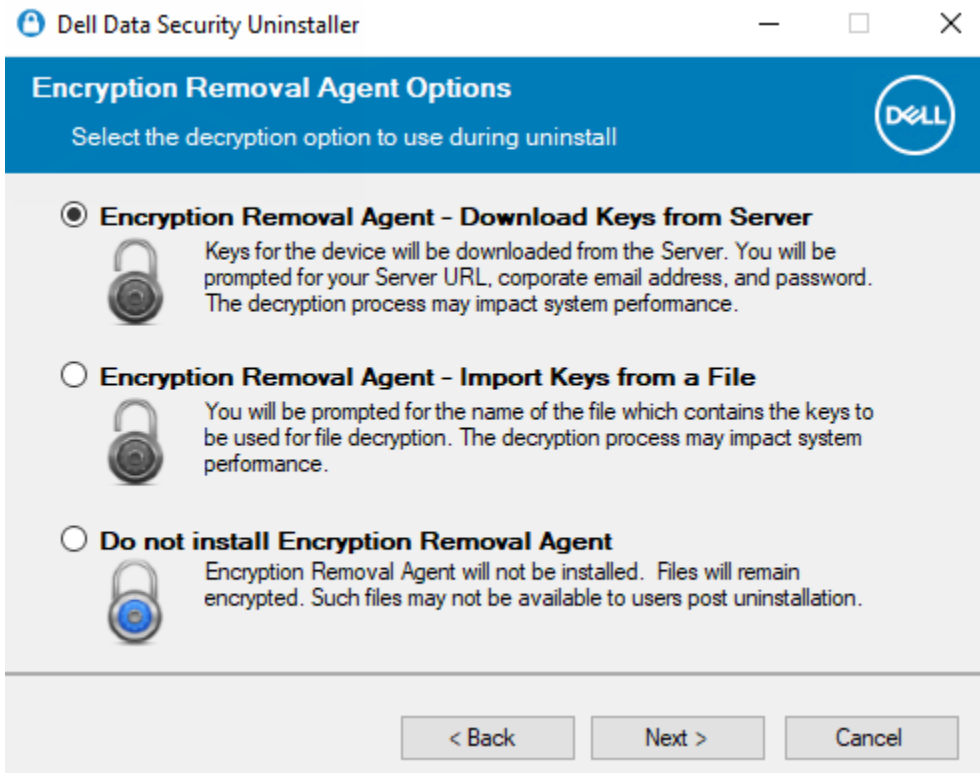 Dell Data Security Uninstaller
Encryption Removal Agent Options
Select the decryption option to use during uninstall
DELL
Encryption Removal Agent - Download Keys from Server
Keys for the device will be downloaded from the Server. You will be
prompted for your Server URL, corporate email address, and password.
The decryption process may impact system performance.
Encryption Removal Agent - Import Keys from a File
You will be prompted for the name of the file which contains the keys to
be used for file decryption. The decryption process may impact system
performance.
Do not install Encryption Removal Agent
Encryption Removal Agent will not be installed.  Files will remain
encrypted. Such files may not be available to users post uninstallation.
< Back
Next >
Cancel